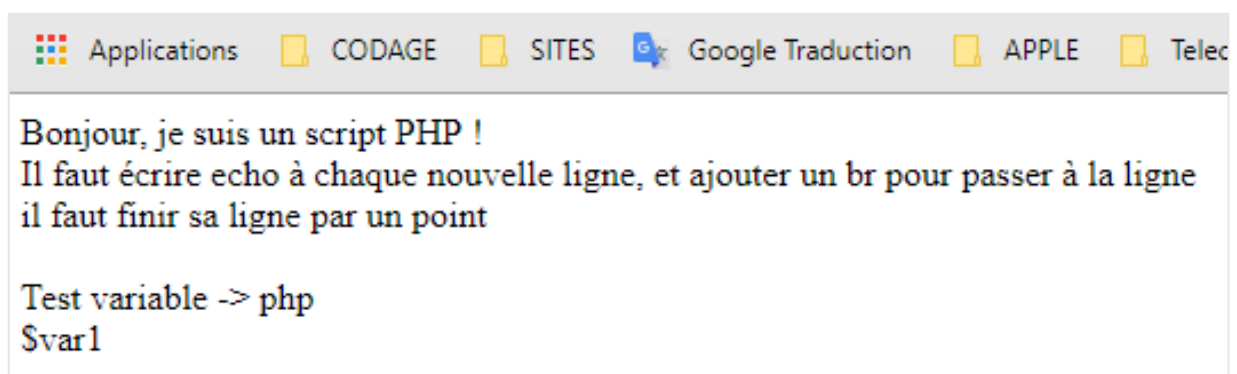 Applications CODAGE SITES Google Traduction APPLE Telec
Bonjour, je suis un script PHP !
Il faut écrire echo à chaque nouvelle ligne, et ajouter un br pour passer à la ligne
il faut finir sa ligne par un point
Test variable -> php
$var1